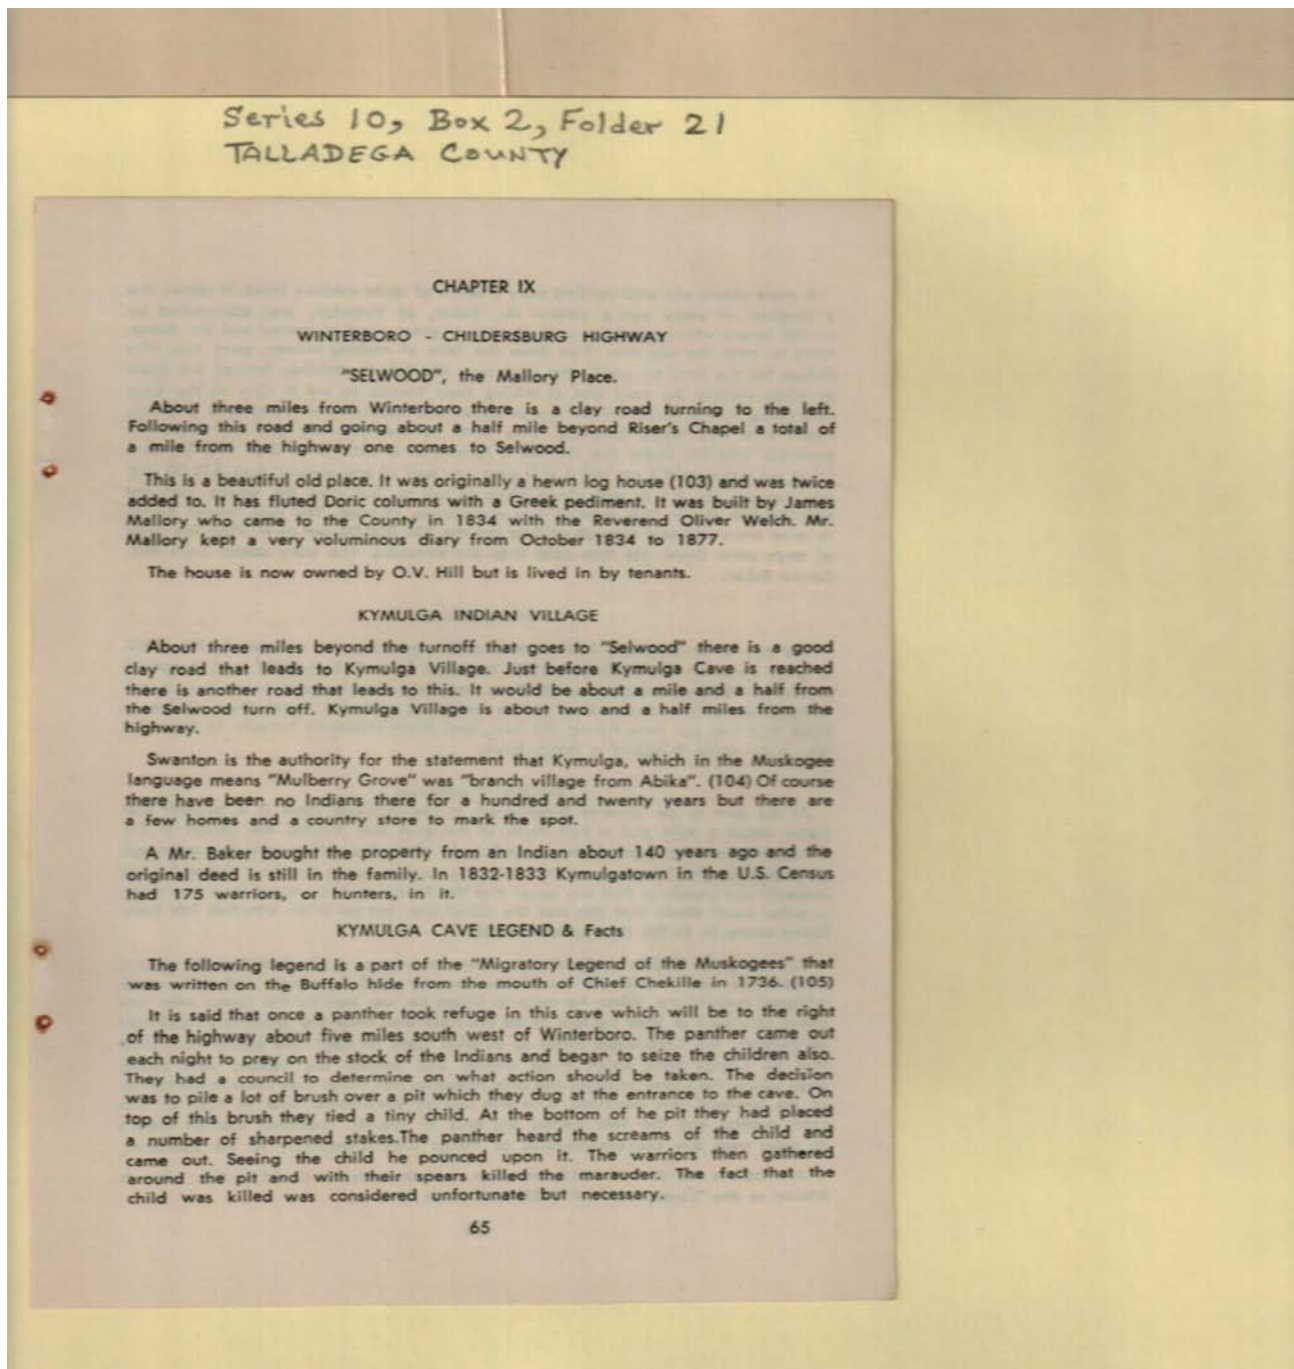 Series 10, Box 2, Folder 21
TALLADEGA COUNTY
CHAPTER IX
WINTERBORO - CHILDERSBURG HIGHWAY
"SELWOOD", the Mallory Place.
About three miles from Winterboro there is a clay road turning to the left.
Following this road and going about a half mile beyond Riser's Chapel a total of
a mile from the highway one comes to Selwood.
This is a beautiful old place. It was originally a hewn log house (103) and was twice
added to. It has fluted Doric columns with a Greek pediment. It was built by James
Mallory who came to the County in 1834 with the Reverend Oliver Welch. Mr.
Mallory kept a very voluminous diary from October 1834 to 1877.
The house is now owned by O.V. Hill but is lived in by tenants.
KYMULGA INDIAN VILLAGE
About three miles beyond the turnoff that goes to "Selwood" there is a good
clay road that leads to Kymulga Village. Just before Kymulga Cave is reached
there is another road that leads to this. It would be about a mile and a half from
the Selwood turn off. Kymulga Village is about two and a half miles from the
highway.
Swanton is the authority for the statement that Kymulga, which in the Muskogee
language means "Mulberry Grove" was "branch village from Abika". (104) Of course
there have been no Indians there for a hundred and twenty years but there are
a few homes and a country store to mark the spot.
A Mr. Baker bought the property from an Indian about 140 years ago and the
original deed is still in the family. In 1832-1833 Kymulgatown in the U.S. Census
had 175 warriors, or hunters, in it.
KYMULGA CAVE LEGEND & Facts
The following legend is a part of the "Migratory Legend of the Muskogees" that
was written on the Buffalo hide from the mouth of Chief Chekille in 1736. (105)
It is said that once a panther took refuge in this cave which will be to the right
of the highway about five miles south west of Winterboro. The panther came out
each night to prey on the stock of the Indians and began to seize the children also.
They had a council to determine on what action should be taken. The decision
was to pile a lot of brush over a pit which they dug at the entrance to the cave. On
top of this brush they tied a tiny child. At the bottom of he pit they had placed
a number of sharpened stakes.The panther heard the screams of the child and
came out. Seeing the child he pounced upon it. The warriors then gathered
around the pit and with their spears killed the marauder. The fact that the
child was killed was considered unfortunate but necessary.
65